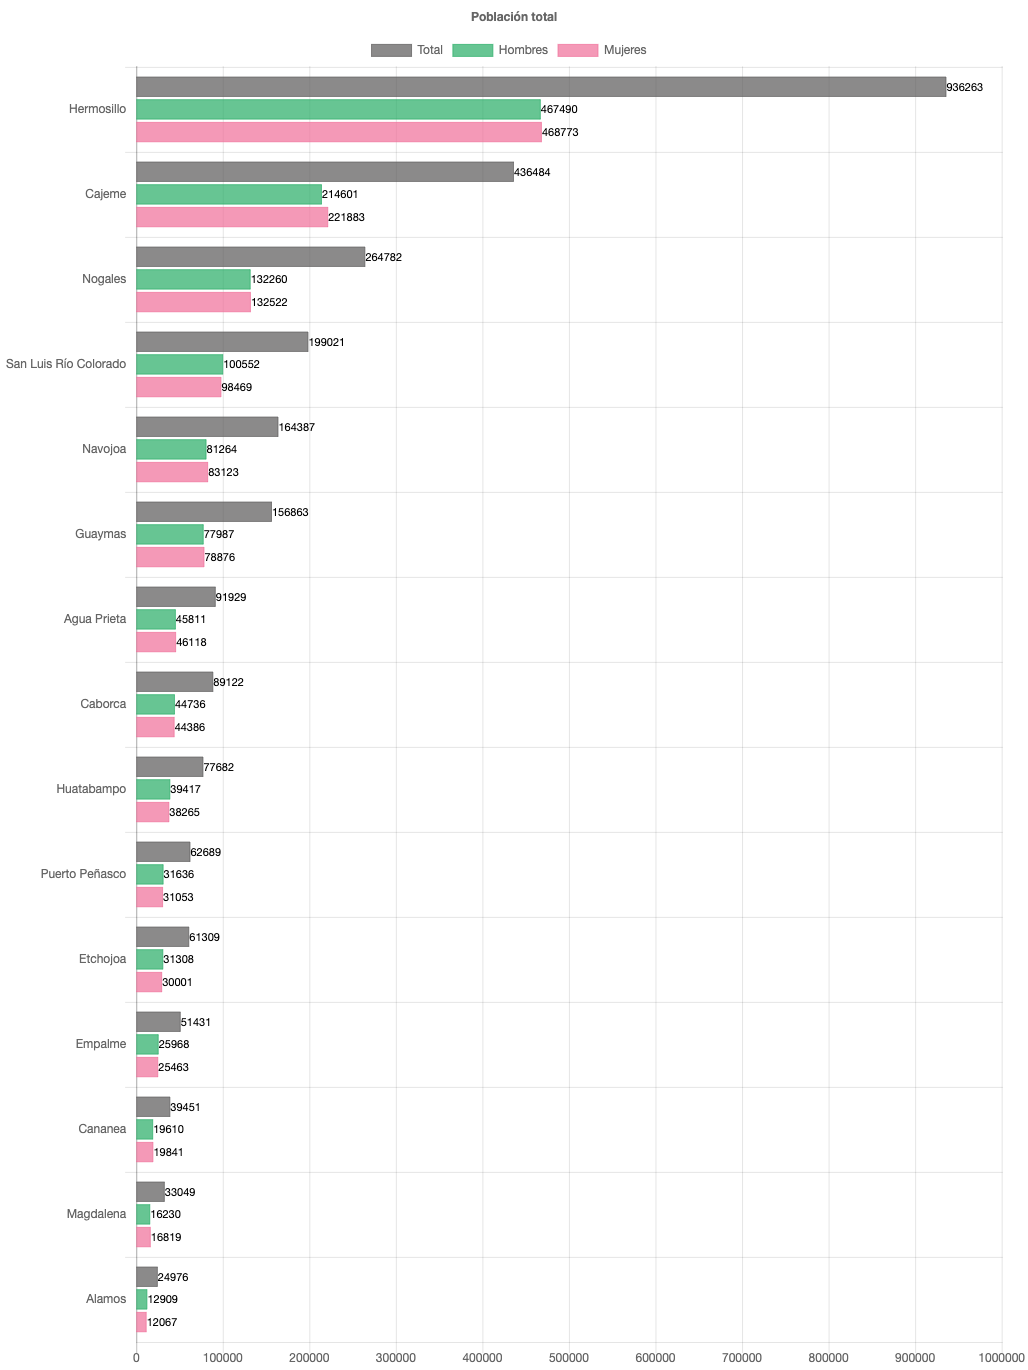 Población total
Total Hombres Mujeres
936263
Hermosillo 467490
468773
436484
Cajeme 214601
221883
264782
Nogales 132260
132522
199021
San Luis Río Colorado 100552
98469
164387
Navojoa 81264
83123
156863
Guaymas 77987
78876
91929
Agua Prieta 45811
46118
89122
Caborca 44736
44386
77682
Huatabampo 39417
38265
62689
Puerto Peñasco 31636
31053
61309
Etchojoa 31308
30001
51431
Empalme 25968
25463
39451
Cananea 19610
19841
33049
Magdalena 16230
16819
24976
Alamos 12909
12067
0 100000 200000 300000 400000 500000 600000 700000 800000 900000 1000000